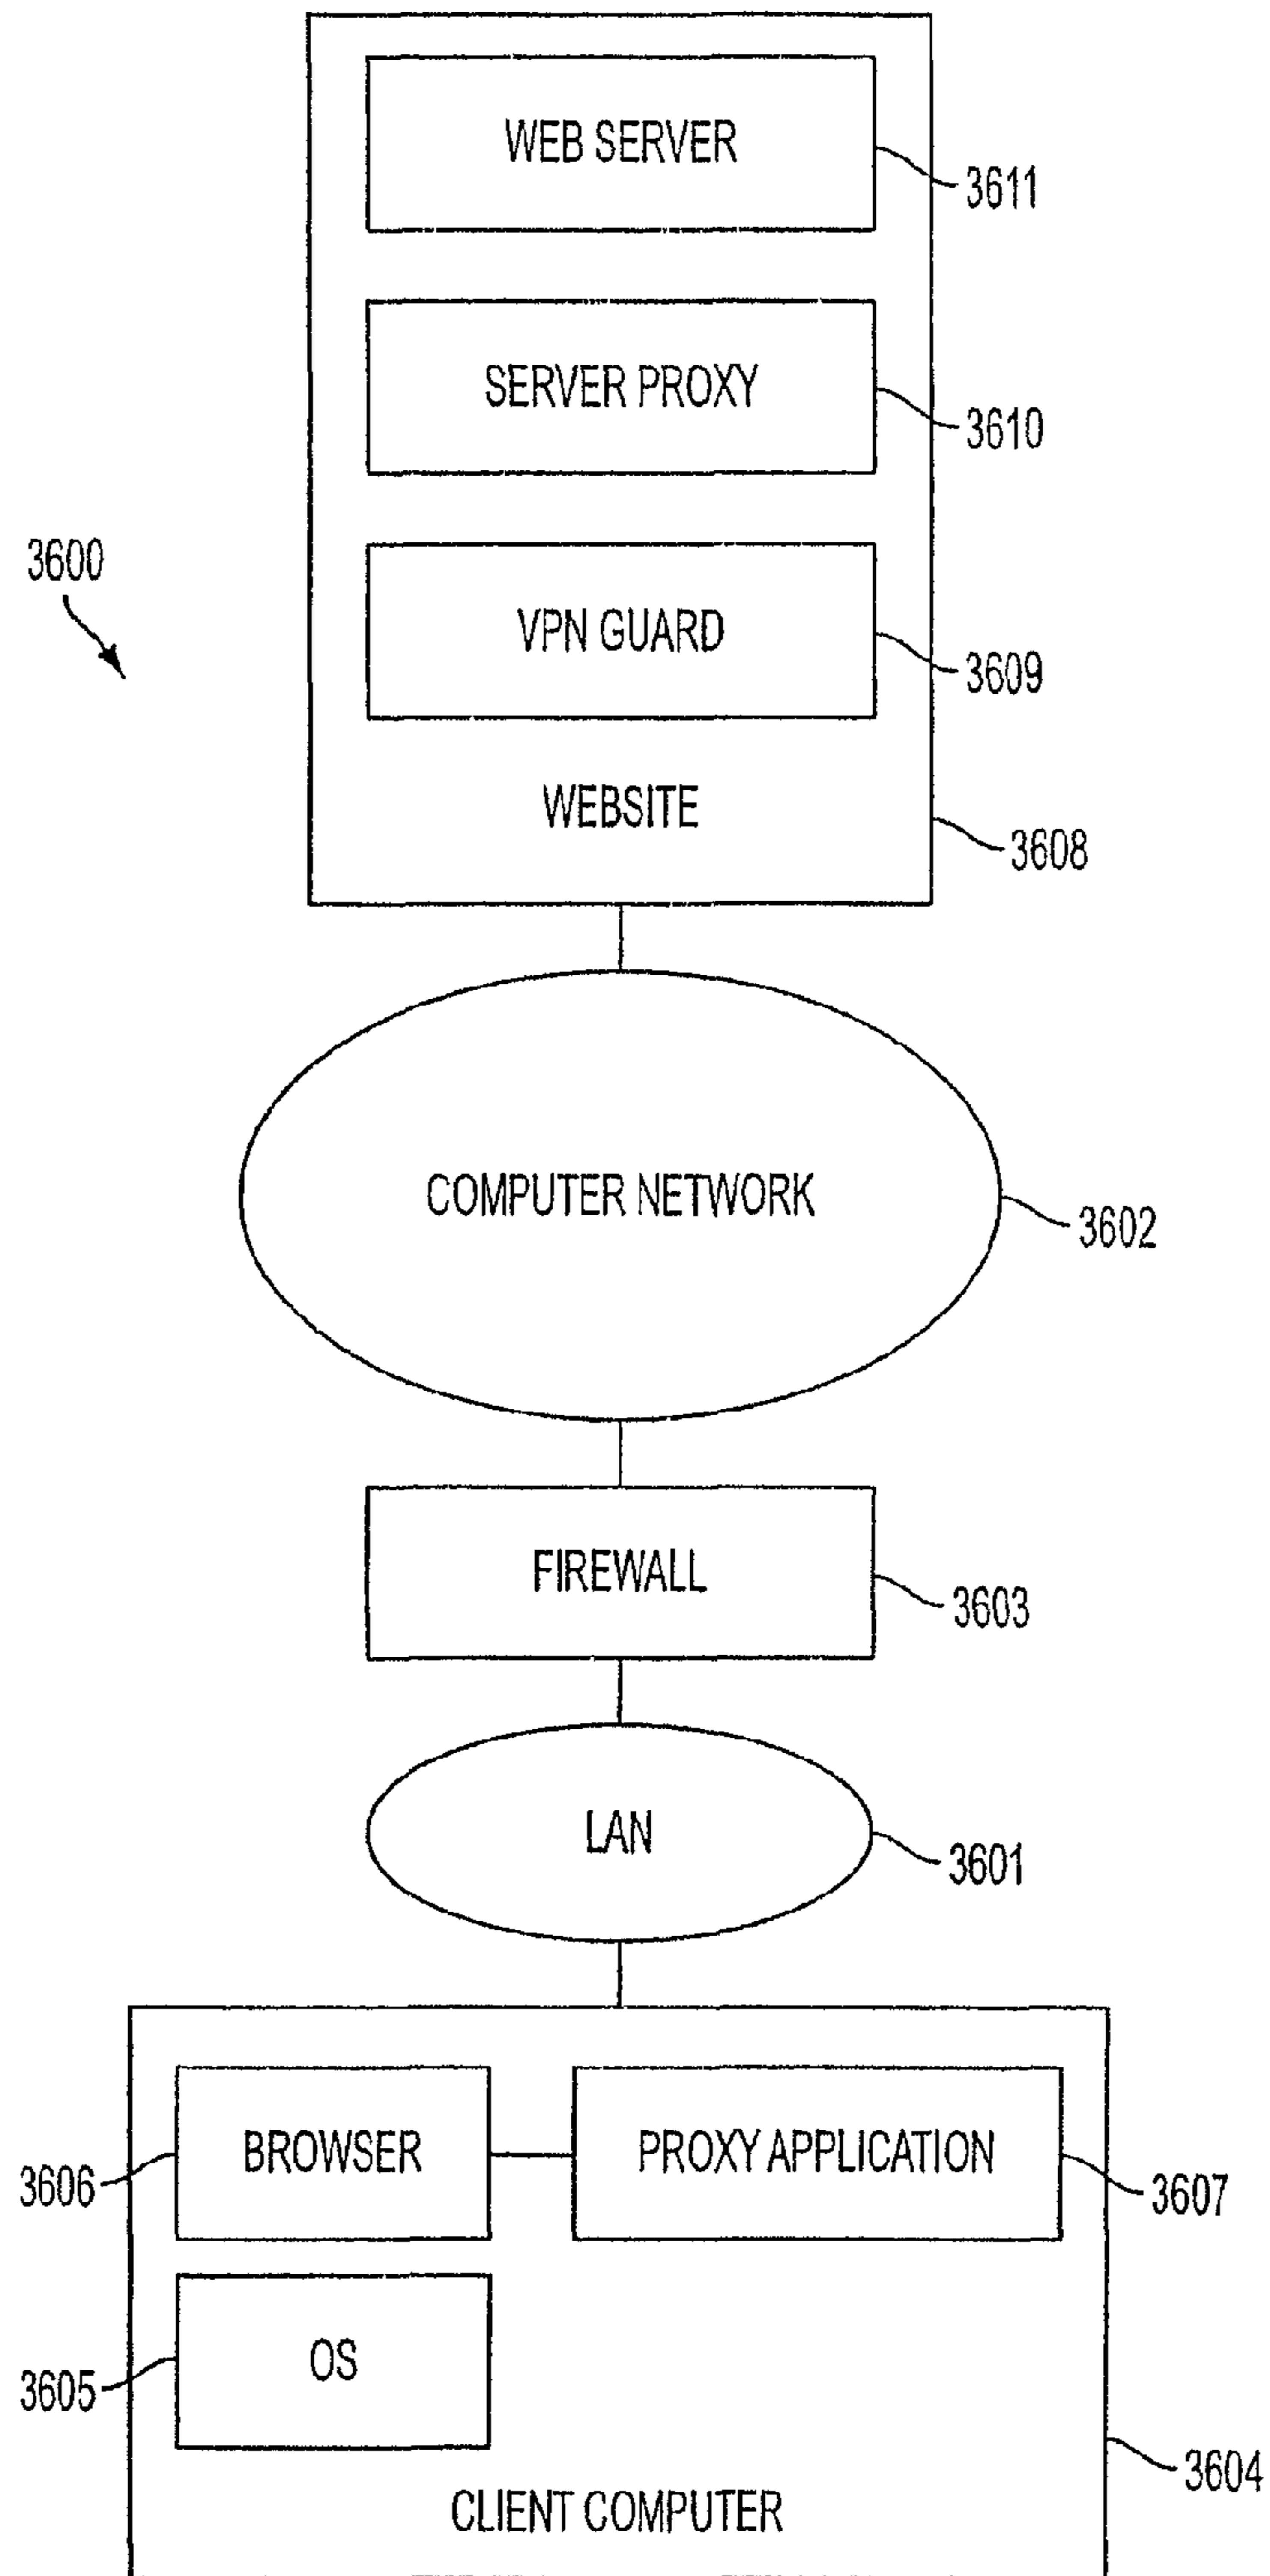 WEB SERVER
3611
SERVER PROXY
3610
3600
VPN GUARD
3609
WEBSITE
3608
COMPUTER NETWORK
3602
FIREWALL
3603
LAN
3601
BROWSER
PROXY APPLICATION
3606
3607
OS
3605
3604
CLIENT COMPUTER